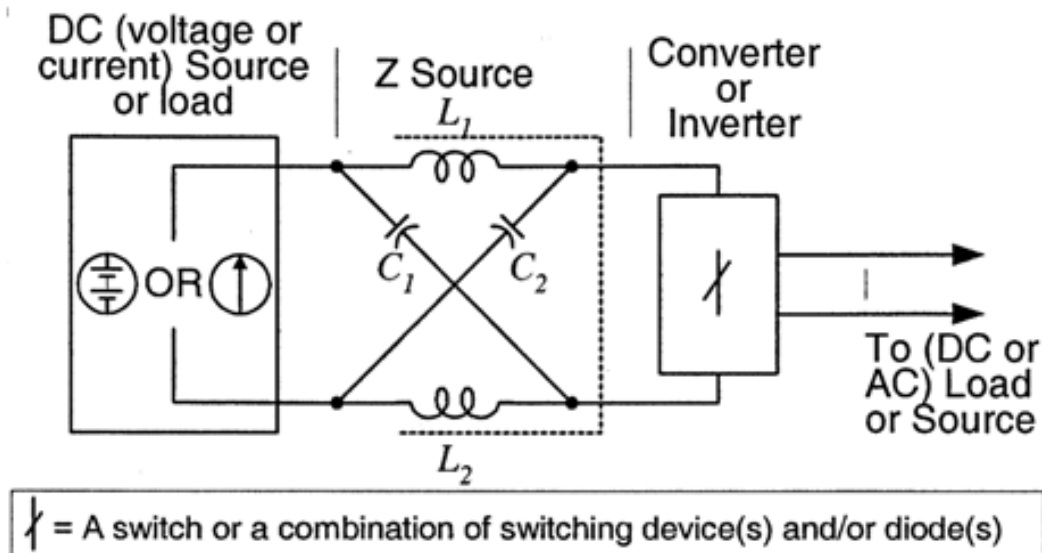 DC (voltage or
current) Source
or load
Z Source
Converter
or
Inverter
L1
C1
C2
OR
L2
To (DC or
AC) Load
or Source
= A switch or a combination of switching device(s) and/or diode(s)